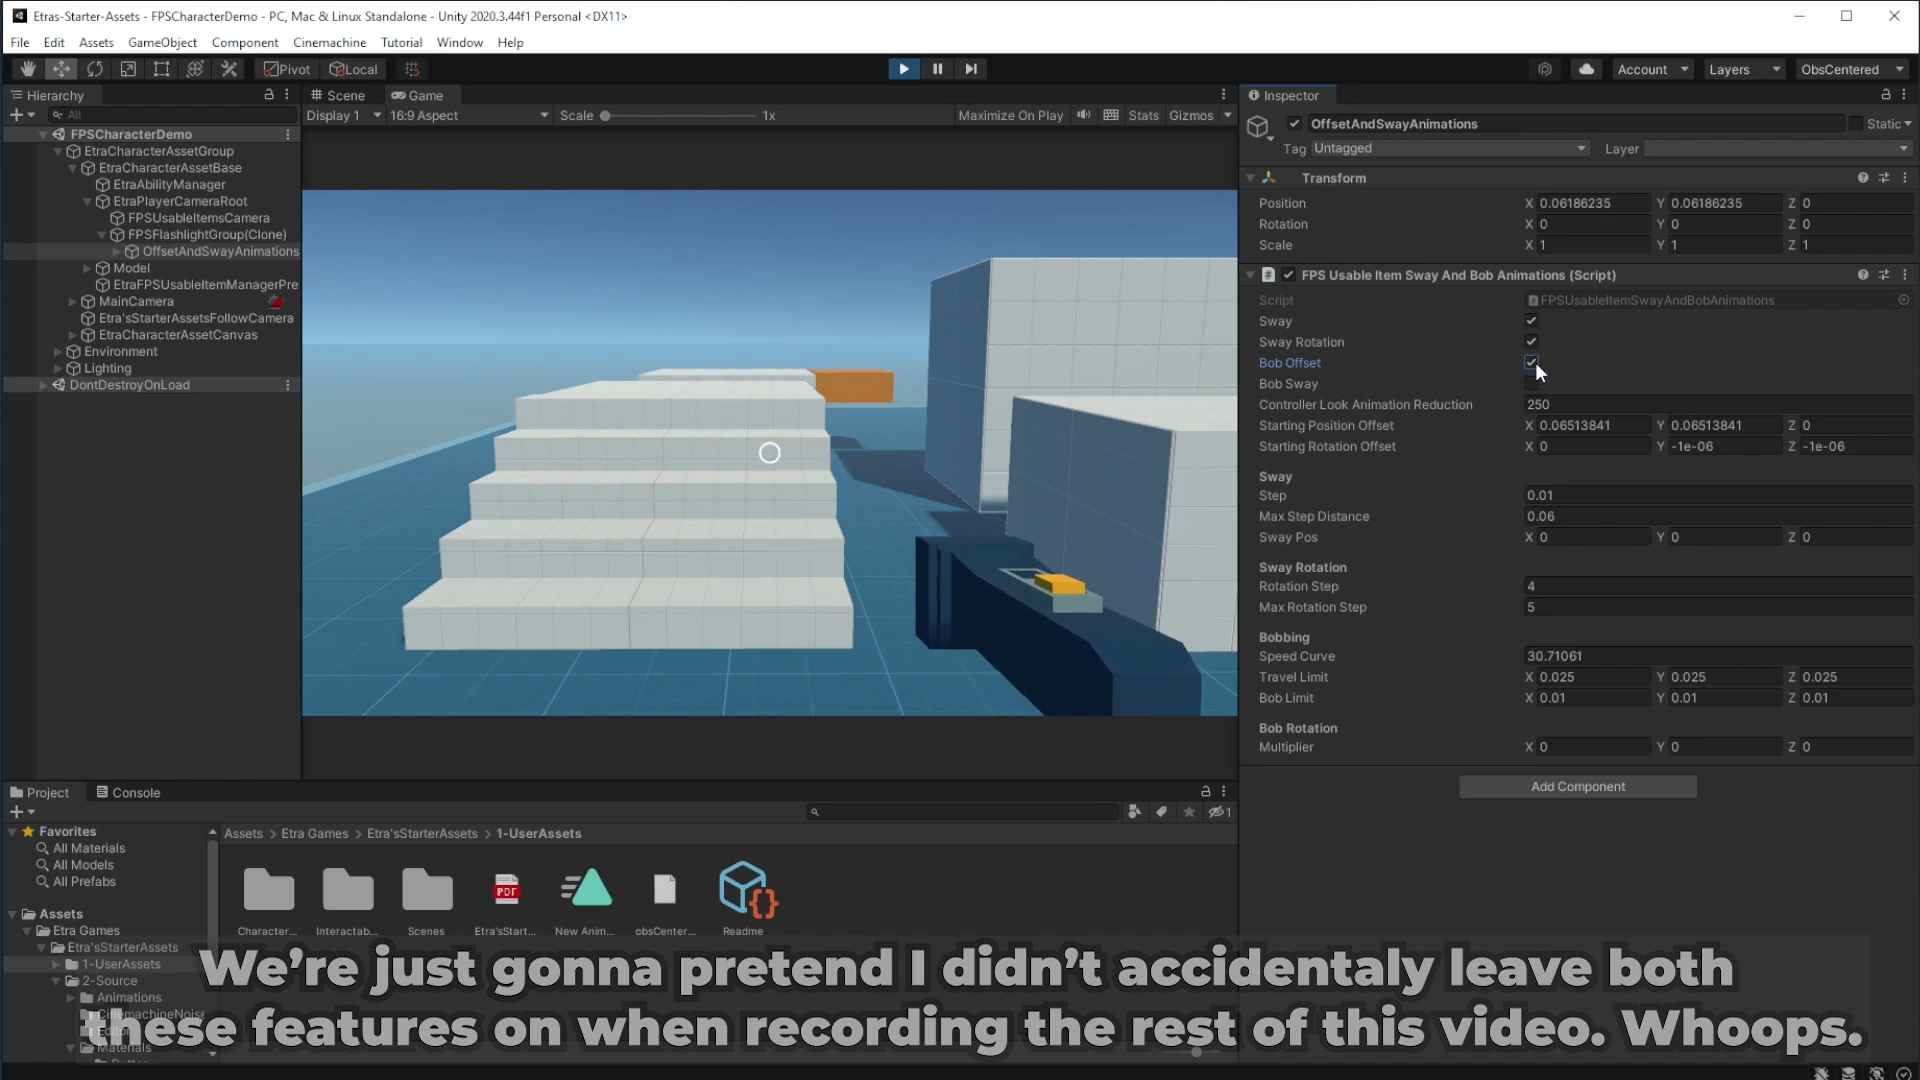 Etras-Starter-Assets - FPSCharacterDemo - PC, Mac & Linux Standalone - Unity 2020.3.44f1 Personal <DX11>
File Edit Assets GameObject Component Cinemachine Tutorial Window Help
Pivot Local Account Layers ObsCentered
Hierarchy
All
FPSCharacterDemo
EtraCharacterAssetGroup
EtraCharacterAssetBase
EtraAbilityManager
EtraPlayerCameraRoot
FPSUsableItemsCamera
FPSFlashlightGroup(Clone)
OffsetAndSwayAnimations
Model
EtraFPSUsableItemManagerPre
MainCamera
Etra'sStarterAssetsFollowCamera
EtraCharacterAssetCanvas
Environment
Lighting
DontDestroyOnLoad
Scene Game
Display 1 16:9 Aspect Scale 1x Maximize On Play Stats Gizmos
Inspector
OffsetAndSwayAnimations Static
Tag Untagged Layer
Transform
Position X 0.06186235 Y 0.06186235 Z 0
Rotation X 0 Y 0 Z 0
Scale X 1 Y 1 Z 1
FPS Usable Item Sway And Bob Animations (Script)
Script FPSUsableItemSwayAndBobAnimations
Sway
Sway Rotation
Bob Offset
Bob Sway
Controller Look Animation Reduction 250
Starting Position Offset X 0.06513841 Y 0.06513841 Z 0
Starting Rotation Offset X 0 Y -1e-06 Z -1e-06
Sway
Step 0.01
Max Step Distance 0.06
Sway Pos X 0 Y 0 Z 0
Sway Rotation
Rotation Step 4
Max Rotation Step 5
Bobbing
Speed Curve 30.71061
Travel Limit X 0.025 Y 0.025 Z 0.025
Bob Limit X 0.01 Y 0.01 Z 0.01
Bob Rotation
Multiplier X 0 Y 0 Z 0
Add Component
Project Console
1
Favorites
All Materials
All Models
All Prefabs
Assets
Etra Games
Etra'sStarterAssets
1-UserAssets
2-Source
Animations
CinemachineNoise
Materials
Assets > Etra Games > Etra'sStarterAssets > 1-UserAssets
Character... Interactab... Scenes Etra'sStart... New Anim... obsCenter... Readme
PDF
We're just gonna pretend I didn't accidentaly leave both
these features on when recording the rest of this video. Whoops.